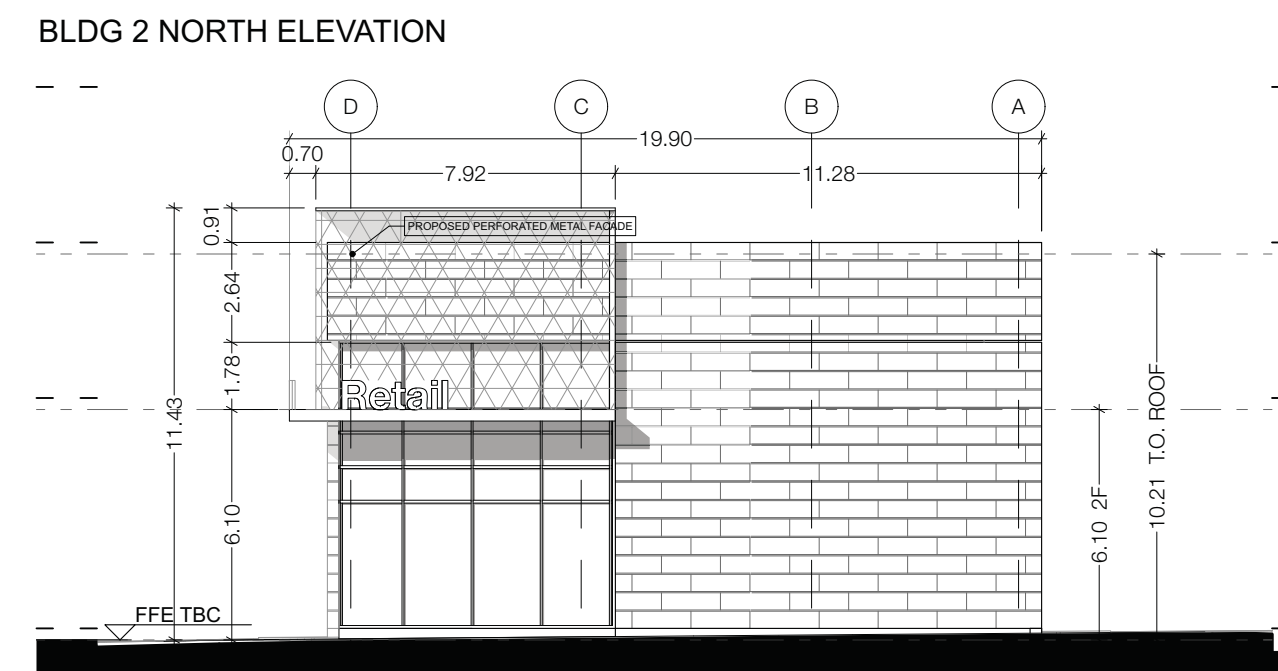 BLDG 2 NORTH ELEVATION
D
C
B
A
19.90
0.70
7.92
11.28
0.91
PROPOSED PERFORATED METAL FACADE
2.64
1.78
Retail
11.43
6.10
10.21 T.O. ROOF
6.10 2F
FFE TBC